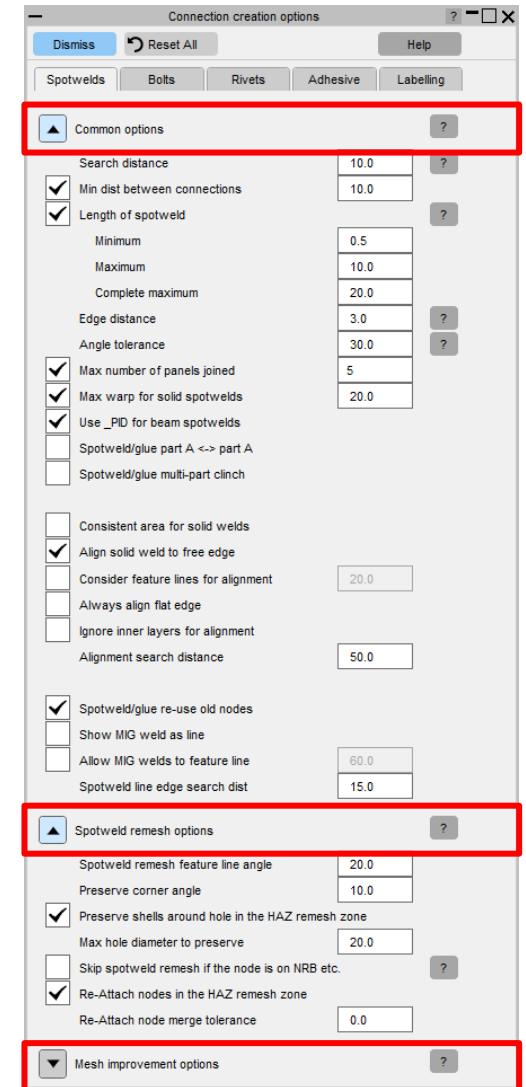 Connection creation options ?
Dismiss Reset All Help
Spotwelds Bolts Rivets Adhesive Labelling
Common options ?
Search distance 10.0 ?
Min dist between connections 10.0
Length of spotweld ?
Minimum 0.5
Maximum 10.0
Complete maximum 20.0
Edge distance 3.0 ?
Angle tolerance 30.0 ?
Max number of panels joined 5
Max warp for solid spotwelds 20.0
Use _PID for beam spotwelds
Spotweld/glue part A <-> part A
Spotweld/glue multi-part clinch
Consistent area for solid welds
Align solid weld to free edge
Consider feature lines for alignment 20.0
Always align flat edge
Ignore inner layers for alignment
Alignment search distance 50.0
Spotweld/glue re-use old nodes
Show MIG weld as line
Allow MIG welds to feature line 60.0
Spotweld line edge search dist 15.0
Spotweld remesh options ?
Spotweld remesh feature line angle 20.0
Preserve corner angle 10.0
Preserve shells around hole in the HAZ remesh zone
Max hole diameter to preserve 20.0
Skip spotweld remesh if the node is on NRB etc. ?
Re-Attach nodes in the HAZ remesh zone
Re-Attach node merge tolerance 0.0
Mesh improvement options ?